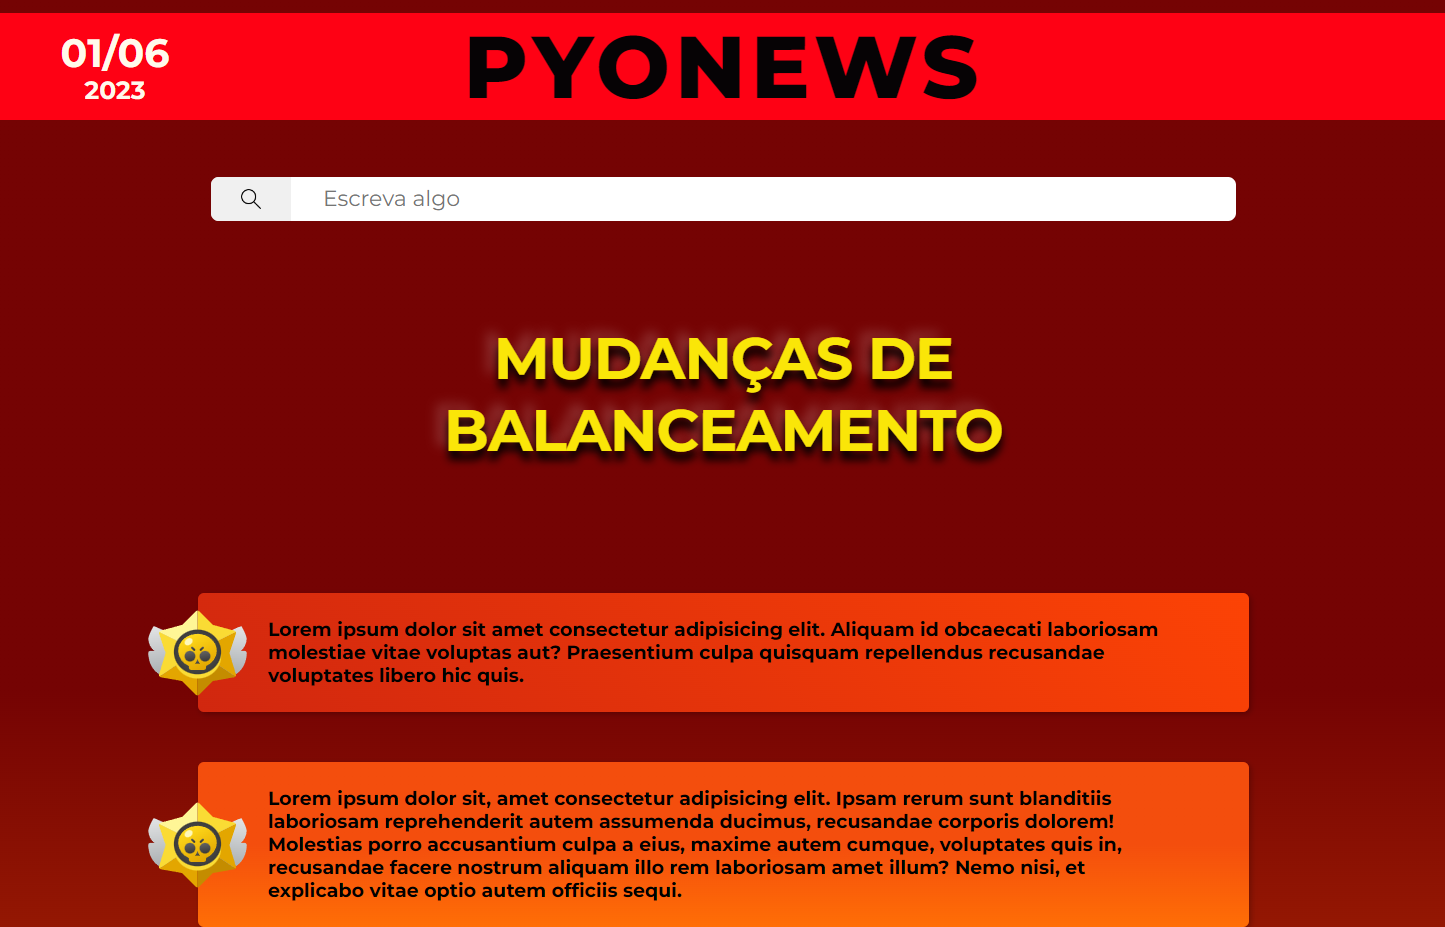 01/06
2023
PYONEWS
Escreva algo
MUDANÇAS DE
BALANCEAMENTO
Lorem ipsum dolor sit amet consectetur adipisicing elit. Aliquam id obcaecati laboriosam
molestiae vitae voluptas aut? Praesentium culpa quisquam repellendus recusandae
voluptates libero hic quis.
Lorem ipsum dolor sit, amet consectetur adipisicing elit. Ipsam rerum sunt blanditiis
laboriosam reprehenderit autem assumenda ducimus, recusandae corporis dolorem!
Molestias porro accusantium culpa a eius, maxime autem cumque, voluptates quis in,
recusandae facere nostrum aliquam illo rem laboriosam amet illum? Nemo nisi, et
explicabo vitae optio autem officiis sequi.